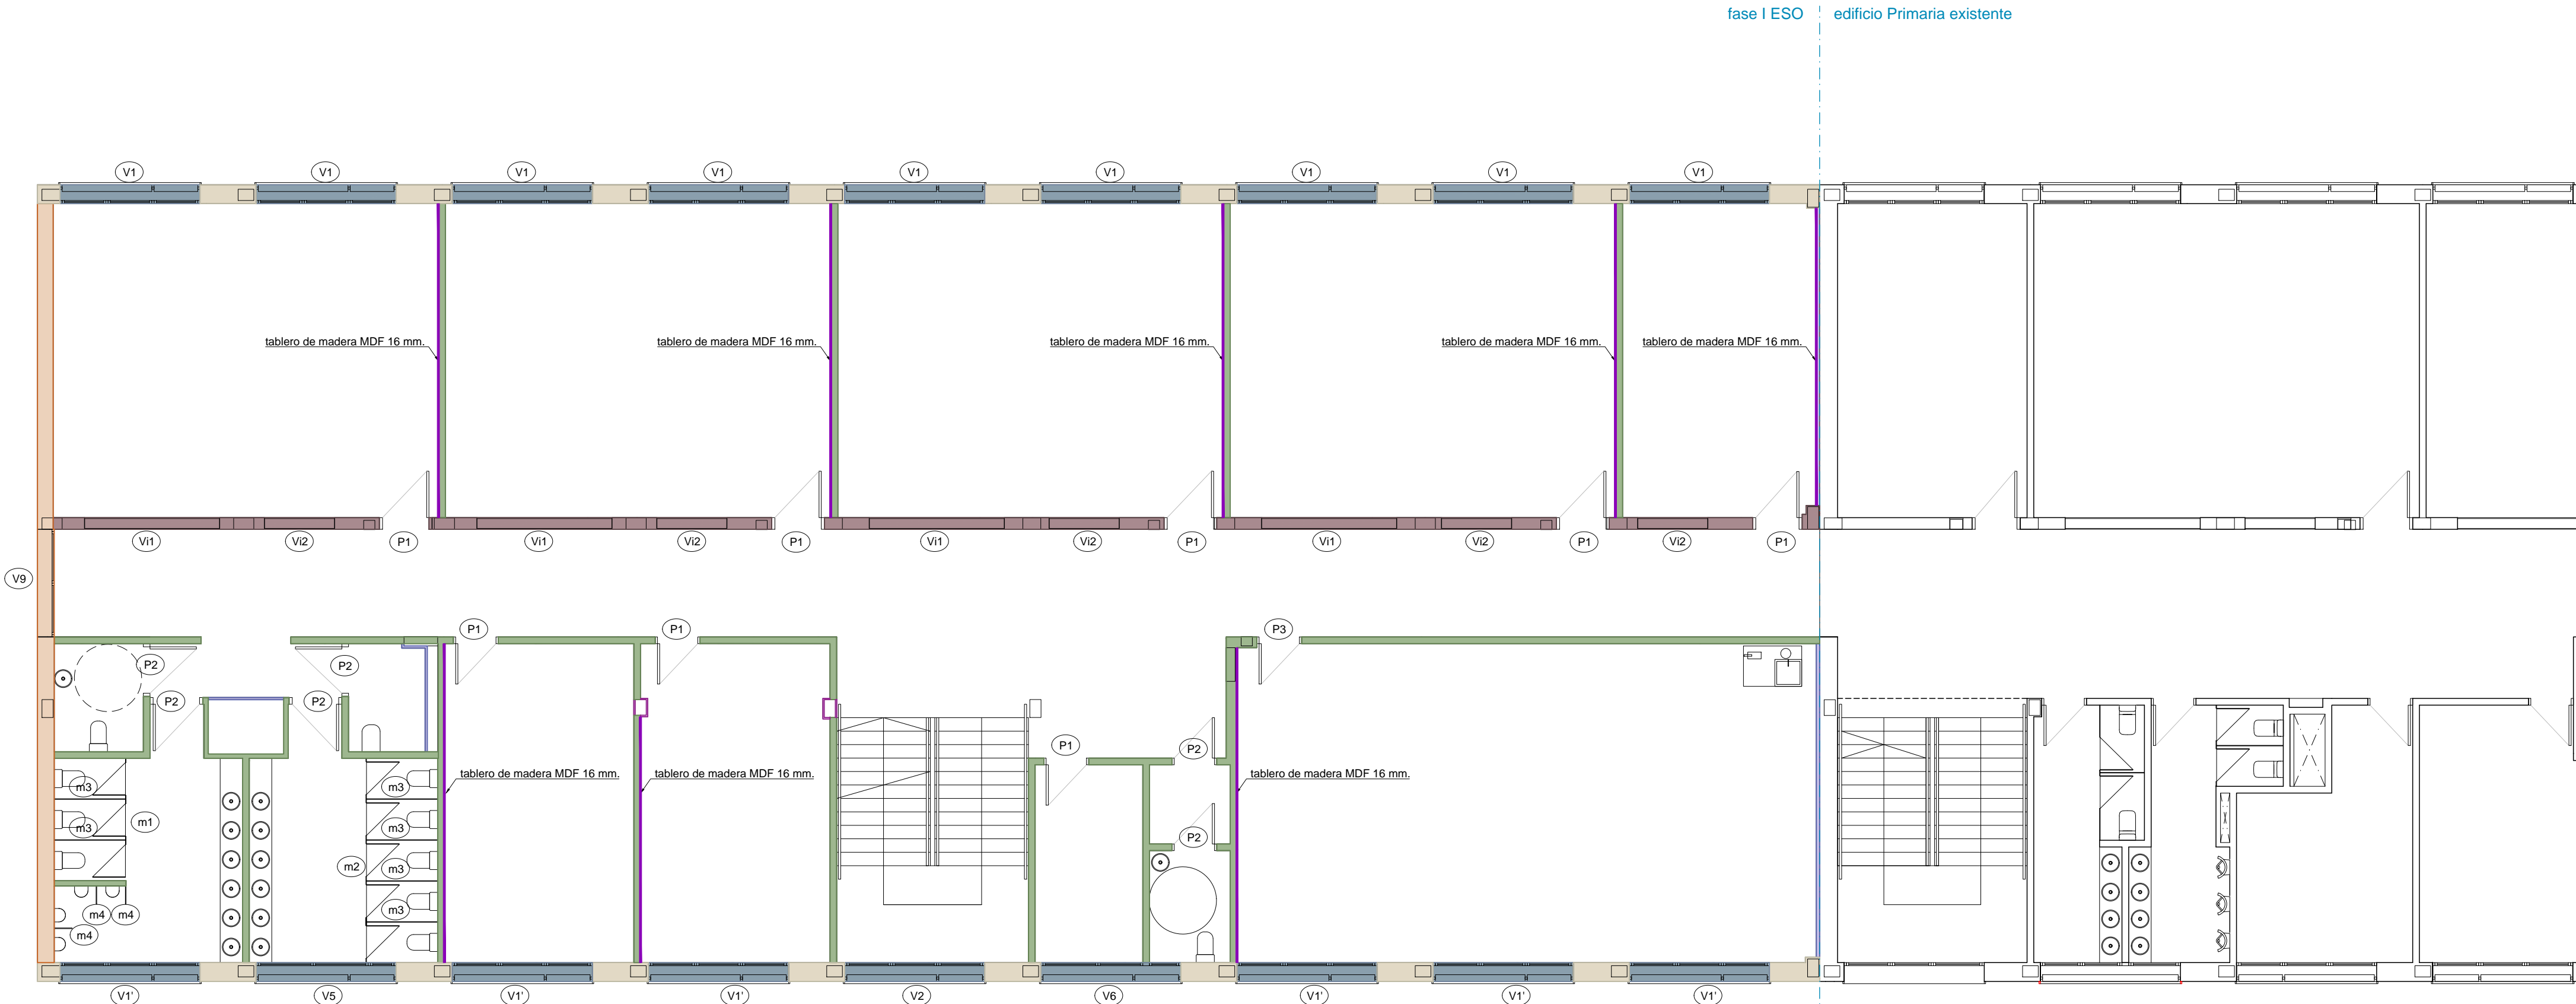 fase I ESO
edificio Primaria existente
V1 V1 V1 V1 V1 V1 V1 V1 V1
tablero de madera MDF 16 mm.
tablero de madera MDF 16 mm.
tablero de madera MDF 16 mm.
tablero de madera MDF 16 mm.
tablero de madera MDF 16 mm.
Vi1 Vi2 P1 Vi1 Vi2 P1 Vi1 Vi2 P1 Vi1 Vi2 P1 Vi2 P1
V9
P1 P1 P3
P2 P2
P2 P2
P1 P2
tablero de madera MDF 16 mm.
tablero de madera MDF 16 mm.
tablero de madera MDF 16 mm.
m3 m3
m3 m1 m3
P2
m2 m3
m3
m4 m4
m4
V1' V5 V1' V1' V2 V6 V1' V1' V1'